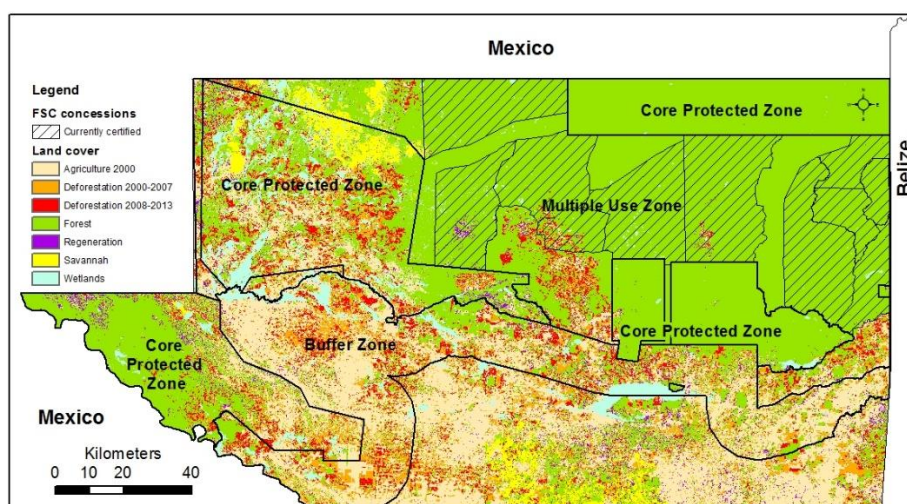 Mexico
Belize
Legend
FSC concessions
Currently certified
Land cover
Agriculture 2000
Deforestation 2000-2007
Deforestation 2008-2013
Forest
Regeneration
Savannah
Wetlands
Core Protected Zone
Core Protected Zone
Multiple Use Zone
Core Protected Zone
Buffer Zone
Core
Protected
Zone
Mexico
Kilometers
0 10 20 40